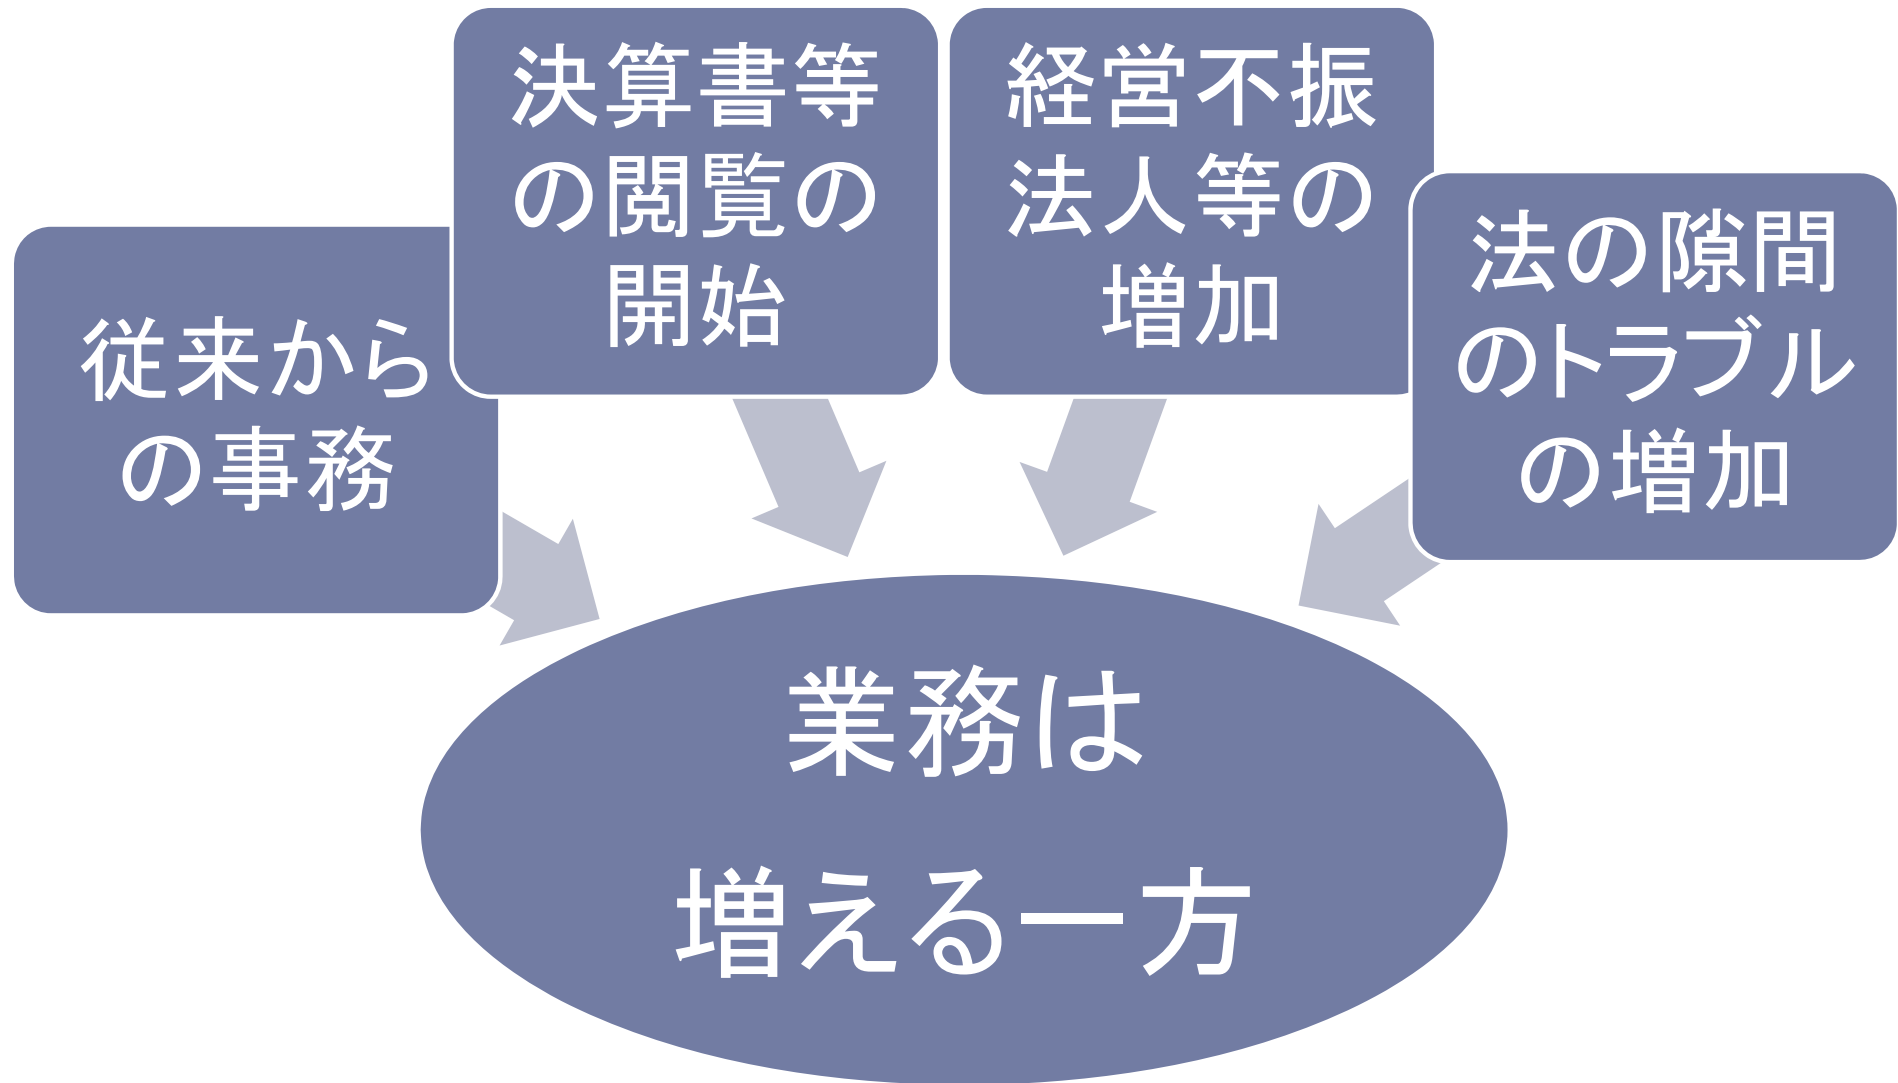 従来から
の事務
決算書等
の閲覧の
開始
経営不振
法人等の
増加
法の隙間
のトラブル
の増加
業務は
増える一方